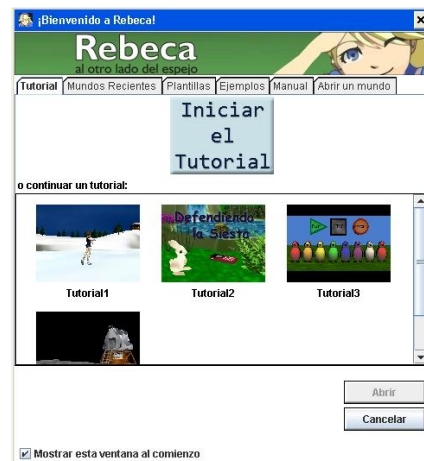 ¡Bienvenido a Rebeca!
Rebeca
al otro lado del espejo
Tutorial Mundos Recientes Plantillas Ejemplos Manual Abrir un mundo
Iniciar
el
Tutorial
o continuar un tutorial:
Defendiendo
la Siesta
Tutorial1 Tutorial2 Tutorial3
Abrir
Cancelar
Mostrar esta ventana al comienzo